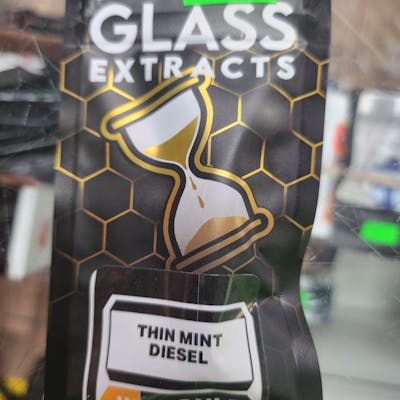 GLASS
EXTRACTS
THIN MINT
DIESEL